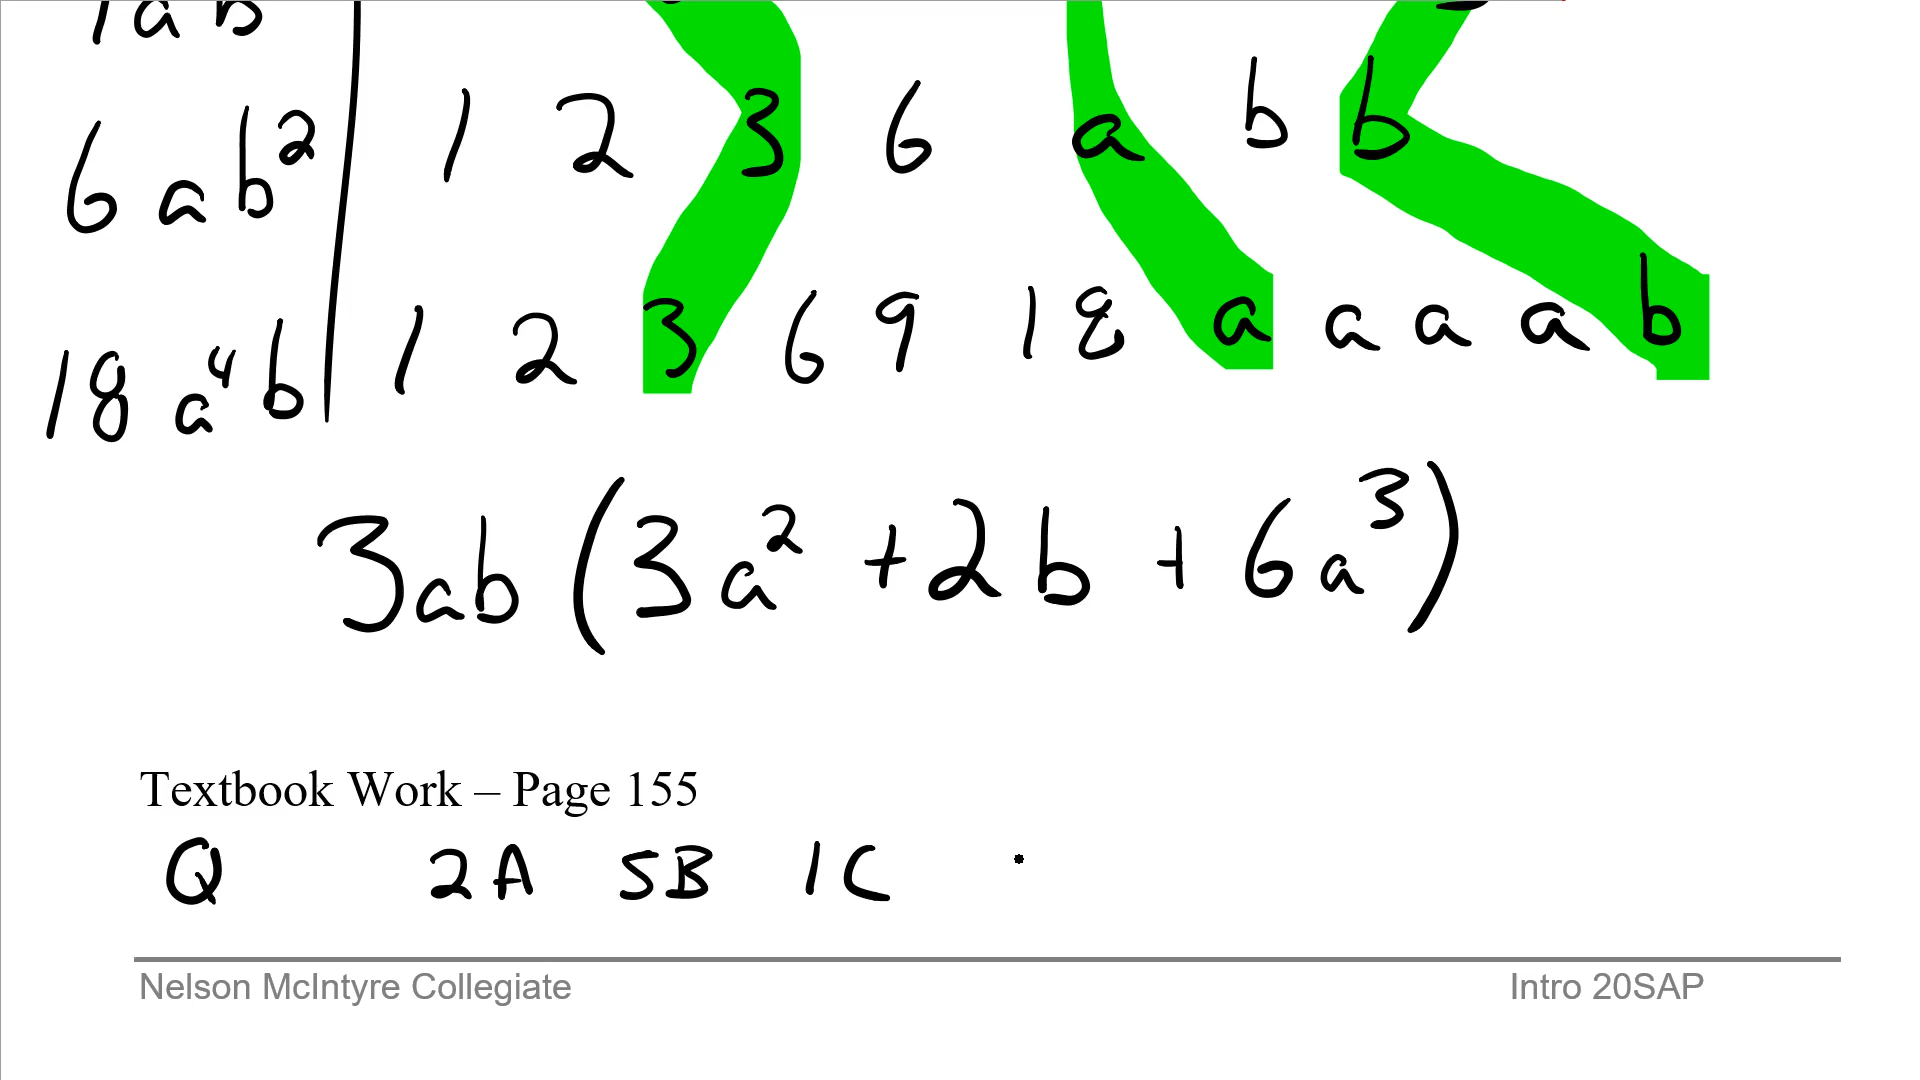 6ab² | 1 2 3 6 a b b
18a⁴b | 1 2 3 6 9 18 a a a a b
3ab(3a² + 2b + 6a³)
Textbook Work – Page 155
Q 2A 5B 1C
Nelson McIntyre Collegiate Intro 20SAP